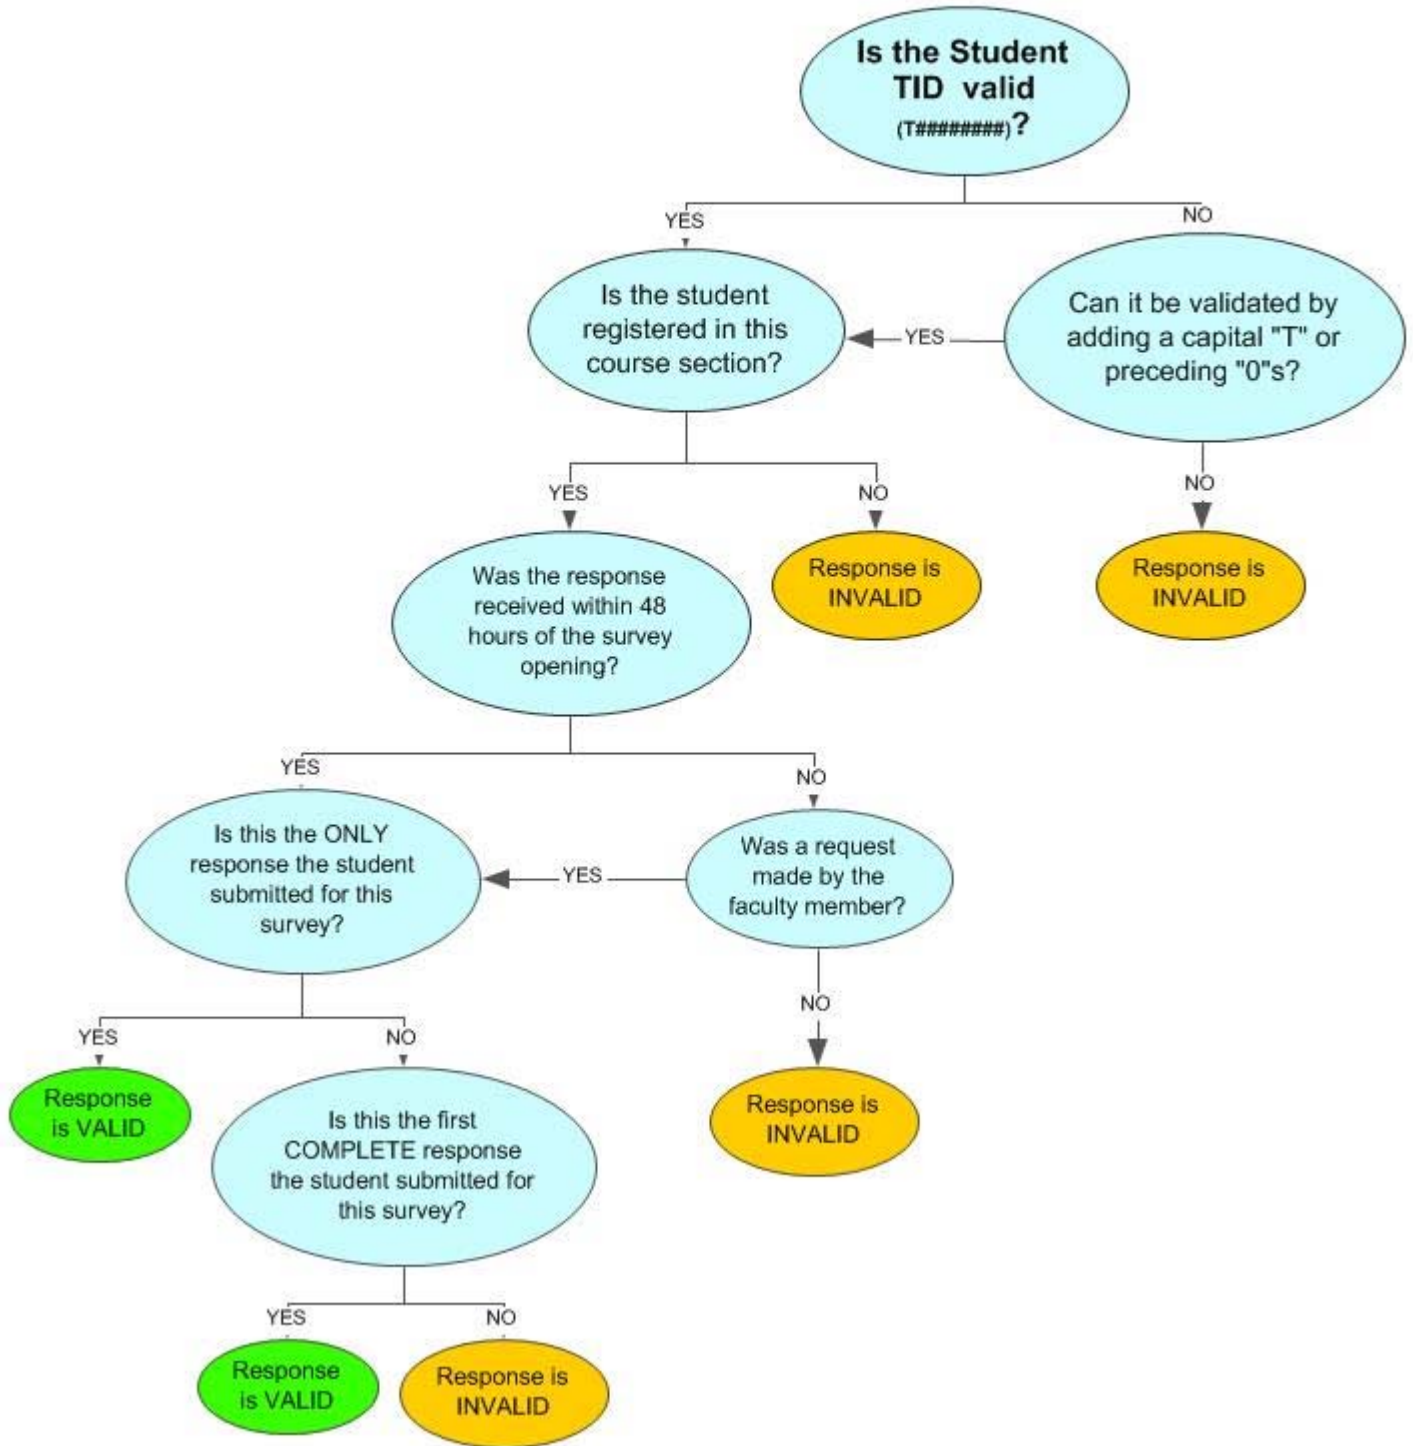 Is the Student
TID valid
(T########)?
YES
NO
Is the student
registered in this
course section?
YES
Can it be validated by
adding a capital "T" or
preceding "0"s?
YES
NO
NO
Was the response
received within 48
hours of the survey
opening?
Response is
INVALID
Response is
INVALID
YES
NO
Is this the ONLY
response the student
submitted for this
survey?
YES
Was a request
made by the
faculty member?
NO
YES
NO
Response
is VALID
Is this the first
COMPLETE response
the student submitted for
this survey?
Response is
INVALID
YES
NO
Response
is VALID
Response is
INVALID